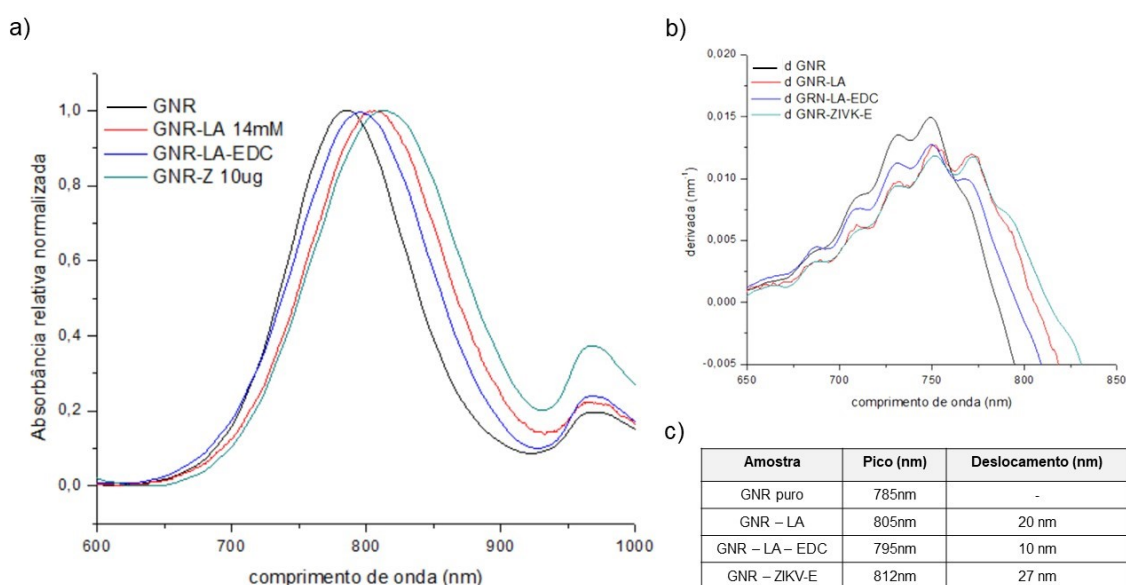 a)
Absorbância relativa normalizada
1,0
0,8
0,6
0,4
0,2
0,0
GNR
GNR-LA 14mM
GNR-LA-EDC
GNR-Z 10ug
600
700
800
900
1000
comprimento de onda (nm)
b)
derivada (nm⁻¹)
0,020
0,015
0,010
0,005
0,000
-0,005
d GNR
d GNR-LA
d GRN-LA-EDC
d GNR-ZIVK-E
650
700
750
800
850
comprimento de onda (nm)
c)
Amostra Pico (nm) Deslocamento (nm)
GNR puro 785nm -
GNR – LA 805nm 20 nm
GNR – LA – EDC 795nm 10 nm
GNR – ZIKV-E 812nm 27 nm